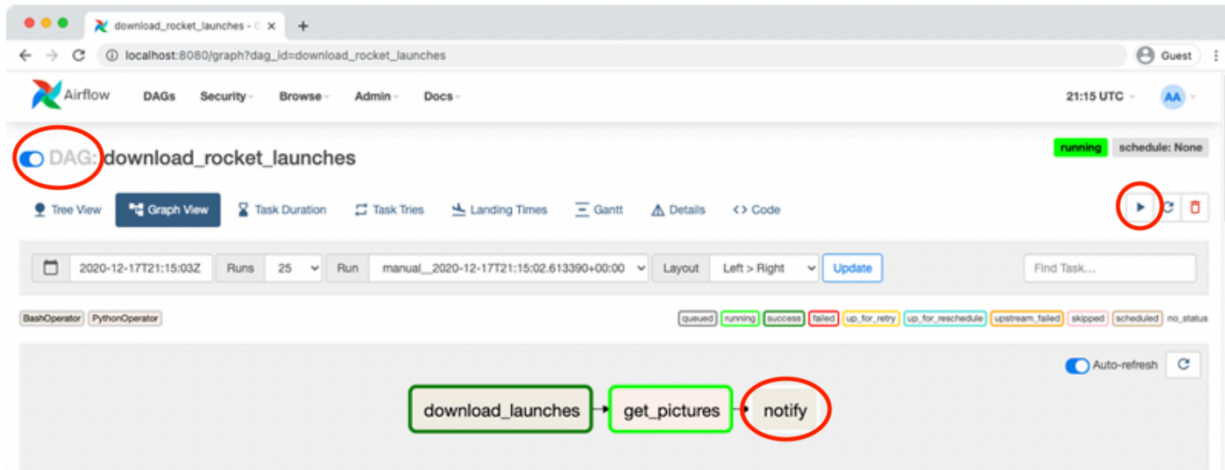 download_rocket_launches - G
localhost:8080/graph?dag_id=download_rocket_launches
Guest
Airflow DAGs Security Browse Admin Docs 21:15 UTC AA
DAG: download_rocket_launches running schedule: None
Tree View Graph View Task Duration Task Tries Landing Times Gantt Details <> Code
2020-12-17T21:15:03Z Runs 25 Run manual__2020-12-17T21:15:02.613390+00:00 Layout Left > Right Update Find Task...
BashOperator PythonOperator queued running success failed up_for_retry up_for_reschedule upstream_failed skipped scheduled no_status
Auto-refresh
download_launches get_pictures notify